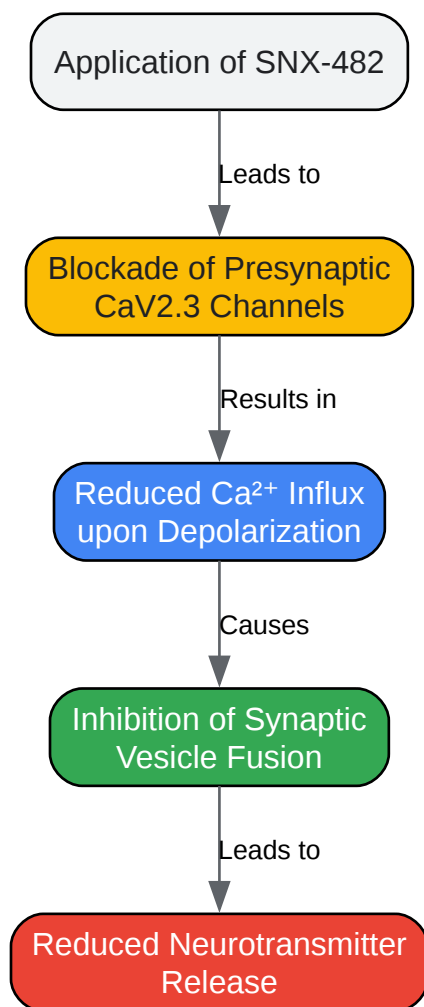 Application of SNX-482
Leads to
Blockade of Presynaptic
CaV2.3 Channels
Results in
Reduced Ca²⁺ Influx
upon Depolarization
Causes
Inhibition of Synaptic
Vesicle Fusion
Leads to
Reduced Neurotransmitter
Release